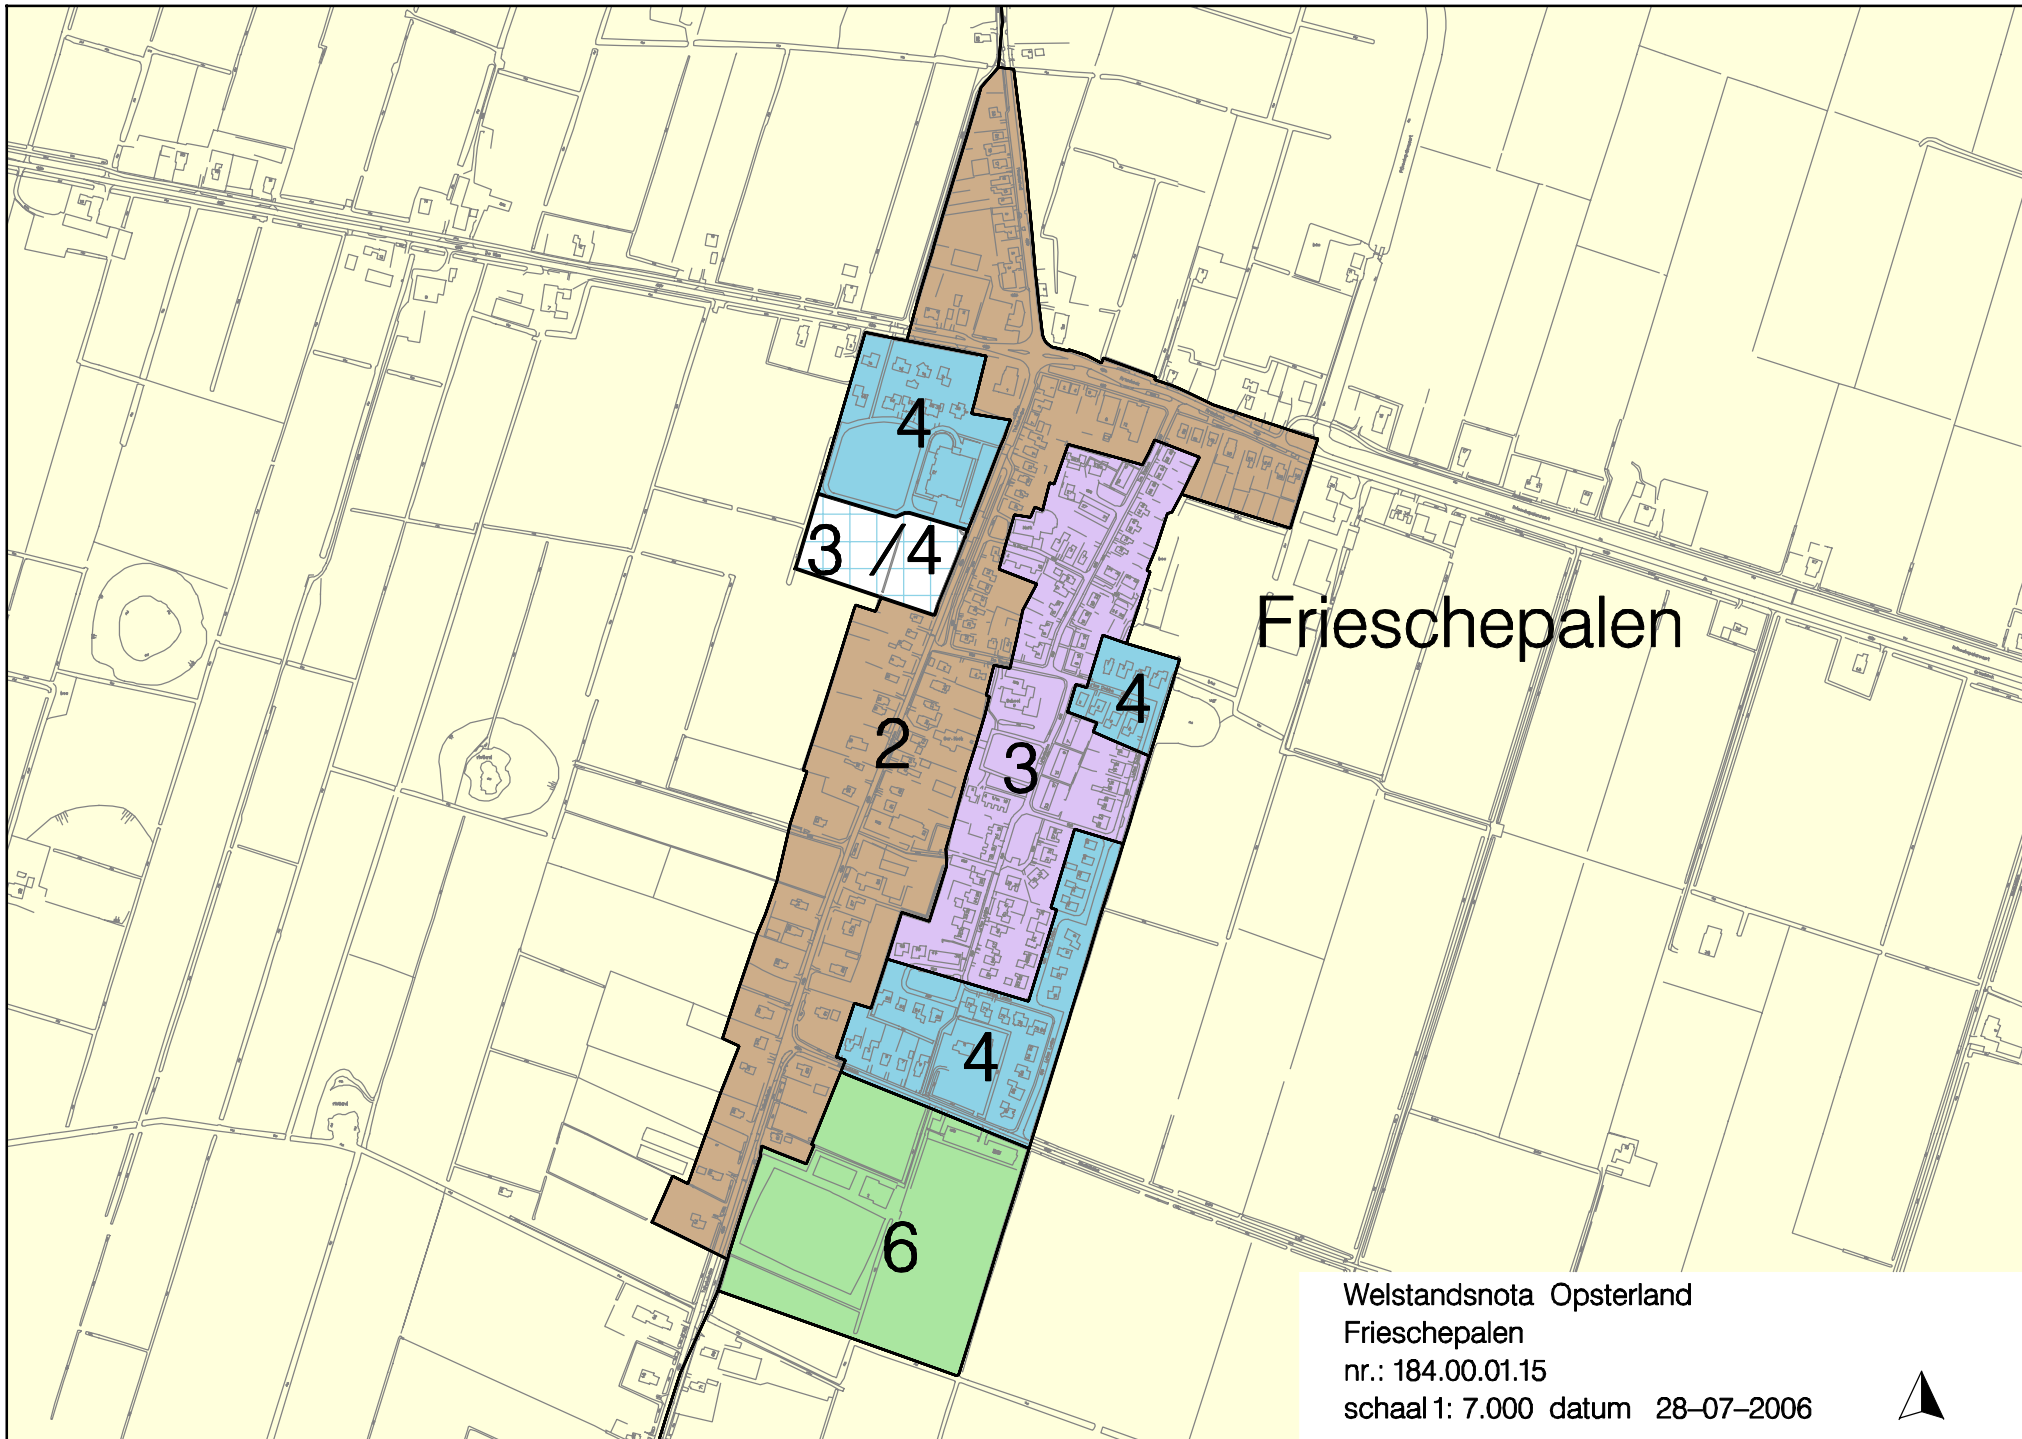 4
3 / 4
Frieschepalen
4
2
3
4
6
Welstandsnota Opsterland
Frieschepalen
nr.: 184.00.01.15
schaal 1: 7.000 datum 28-07-2006